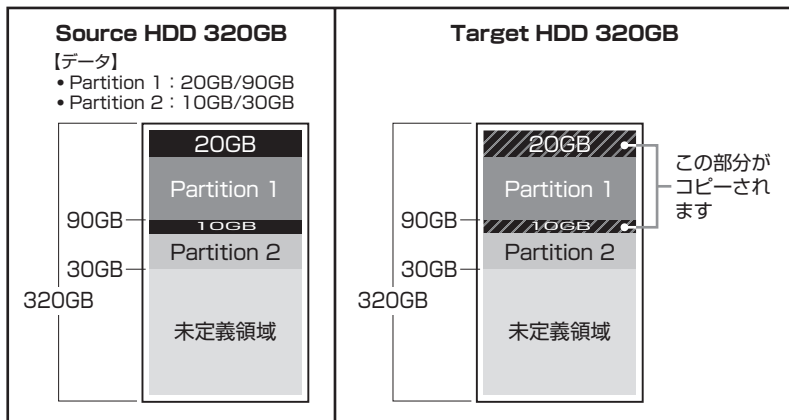 Source HDD 320GB
【データ】
• Partition 1：20GB/90GB
• Partition 2：10GB/30GB
20GB
Partition 1
90GB
10GB
Partition 2
30GB
320GB
未定義領域
Target HDD 320GB
20GB
Partition 1
90GB
10GB
Partition 2
30GB
320GB
未定義領域
この部分が
コピーされ
ます